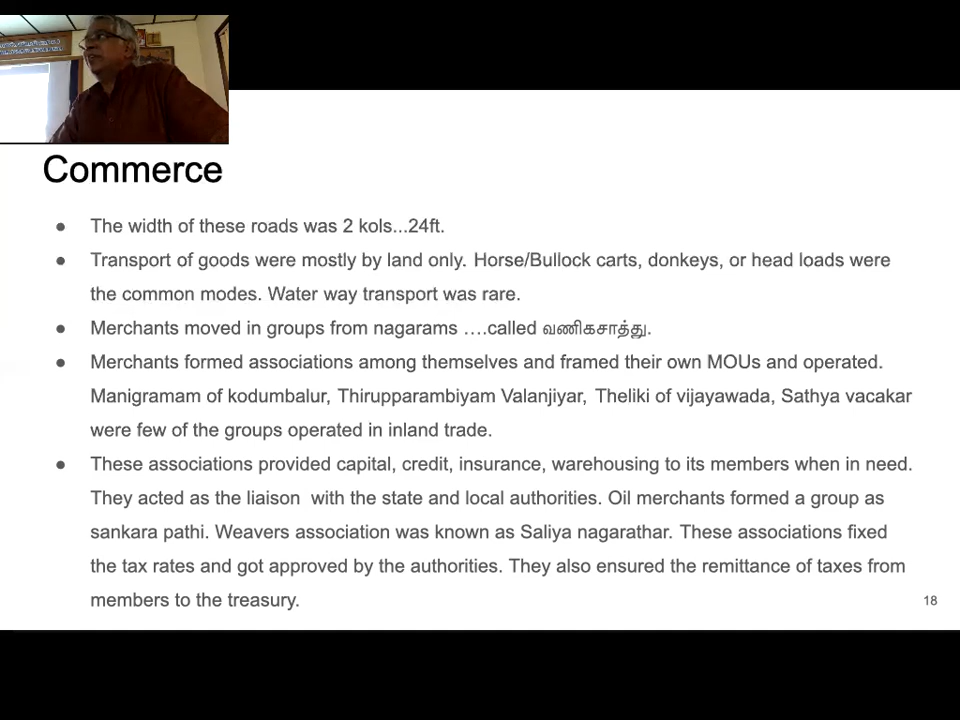 Commerce
● The width of these roads was 2 kols...24ft.
● Transport of goods were mostly by land only. Horse/Bullock carts, donkeys, or head loads were
the common modes. Water way transport was rare.
● Merchants moved in groups from nagarams ….called வணிகசாத்து.
● Merchants formed associations among themselves and framed their own MOUs and operated.
Manigramam of kodumbalur, Thirupparambiyam Valanjiyar, Theliki of vijayawada, Sathya vacakar
were few of the groups operated in inland trade.
● These associations provided capital, credit, insurance, warehousing to its members when in need.
They acted as the liaison with the state and local authorities. Oil merchants formed a group as
sankara pathi. Weavers association was known as Saliya nagarathar. These associations fixed
the tax rates and got approved by the authorities. They also ensured the remittance of taxes from
members to the treasury.
18